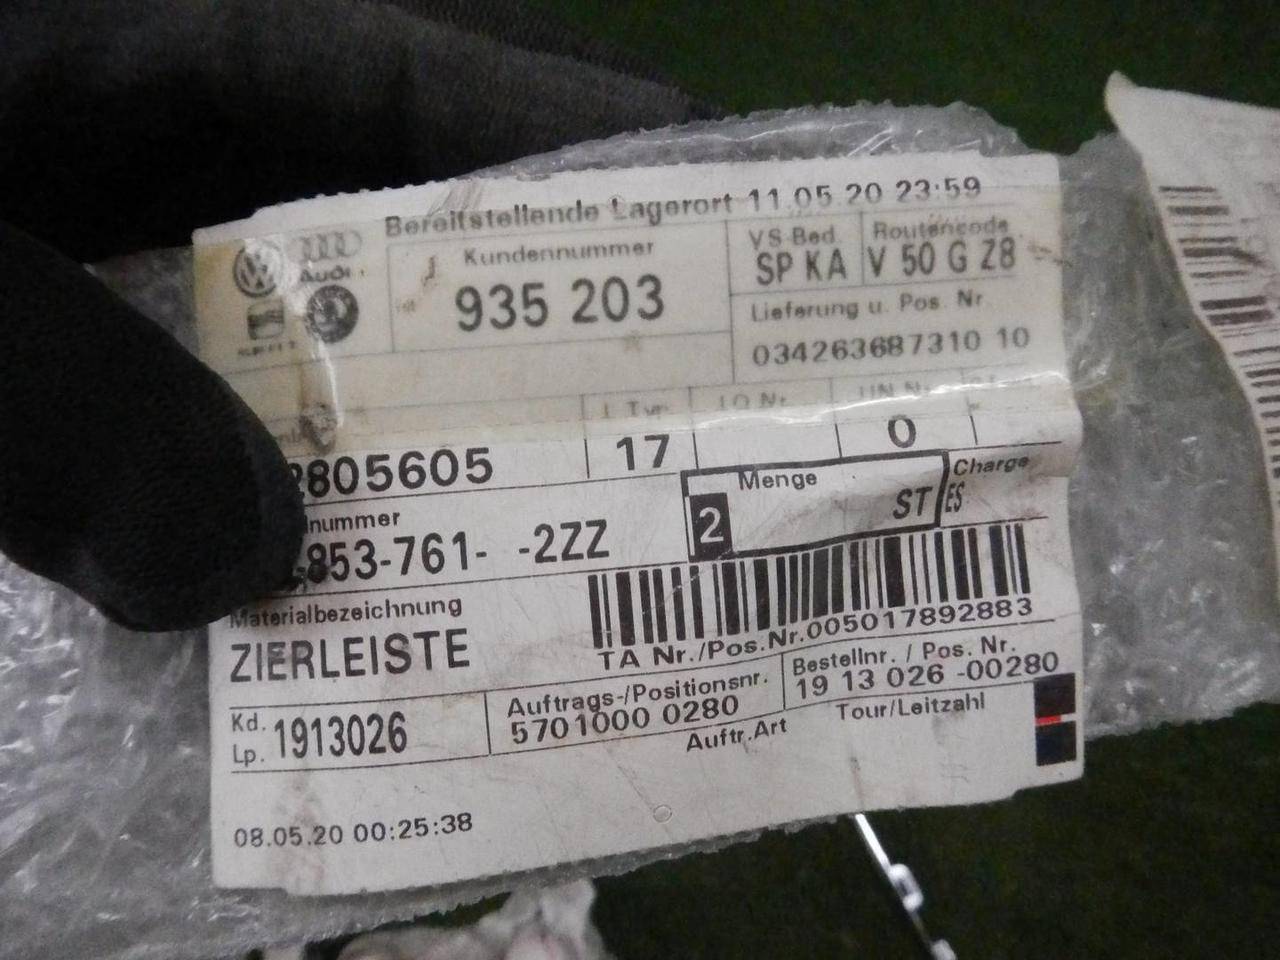 Bereitstellende Lagerort 11.05.20 23:59
AUDI
Kundennummer
935 203
VS-Bed.
SP KA
Routencode
V 50 G Z8
Lieferung u. Pos. Nr.
034263687310 10
805605
17
0
nummer
853-761- -2ZZ
2
Menge
ST
Charge
ES
Materialbezeichnung
ZIERLEISTE
TA Nr./Pos.Nr.005017892883
Kd.
Lp. 1913026
Auftrags-/Positionsnr.
5701000 0280
Bestellnr. / Pos. Nr.
19 13 026 -00280
Auftr.Art
Tour/Leitzahl
08.05.20 00:25:38